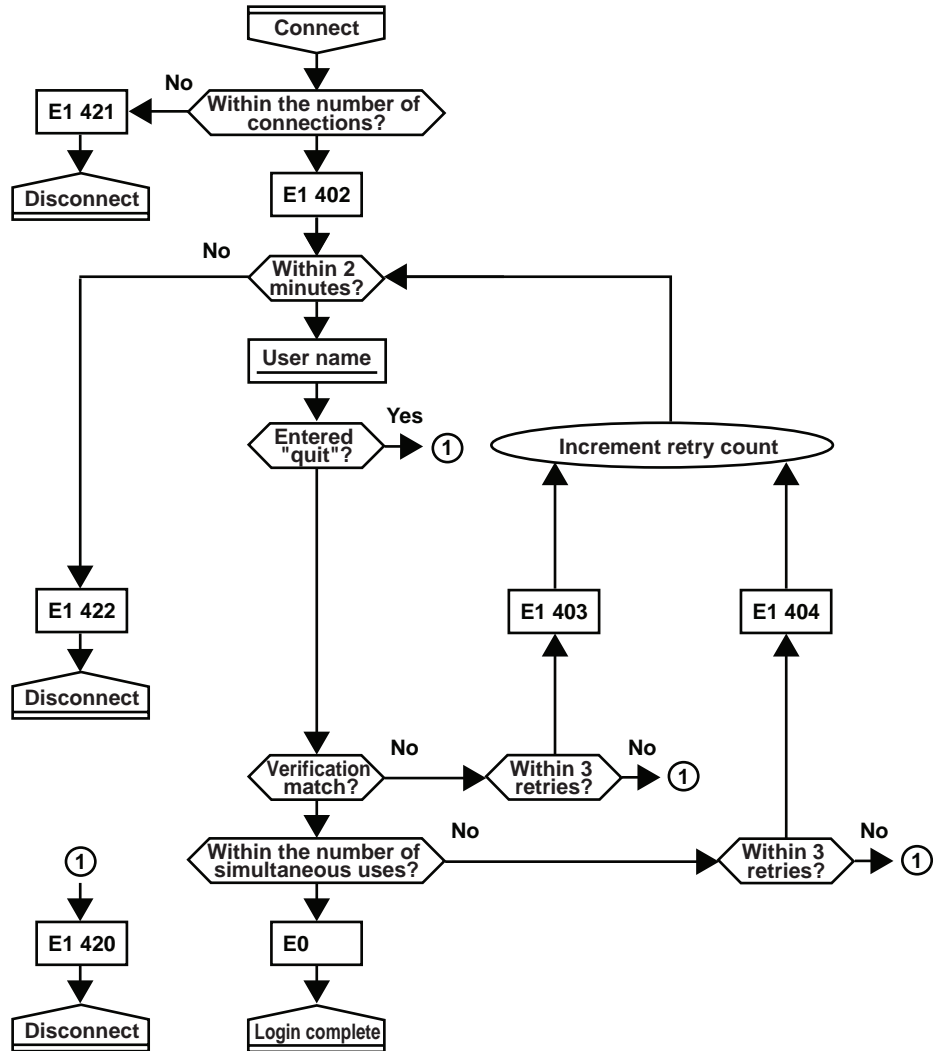 Connect
No
Within the number of
connections?
E1 421
Disconnect
E1 402
No
Within 2
minutes?
User name
Yes
Entered
"quit"?
1
Increment retry count
E1 422
E1 403
E1 404
Disconnect
Verification
match?
No
Within 3
retries?
No
1
Within the number of
simultaneous uses?
No
Within 3
retries?
No
1
1
E1 420
E0
Disconnect
Login complete